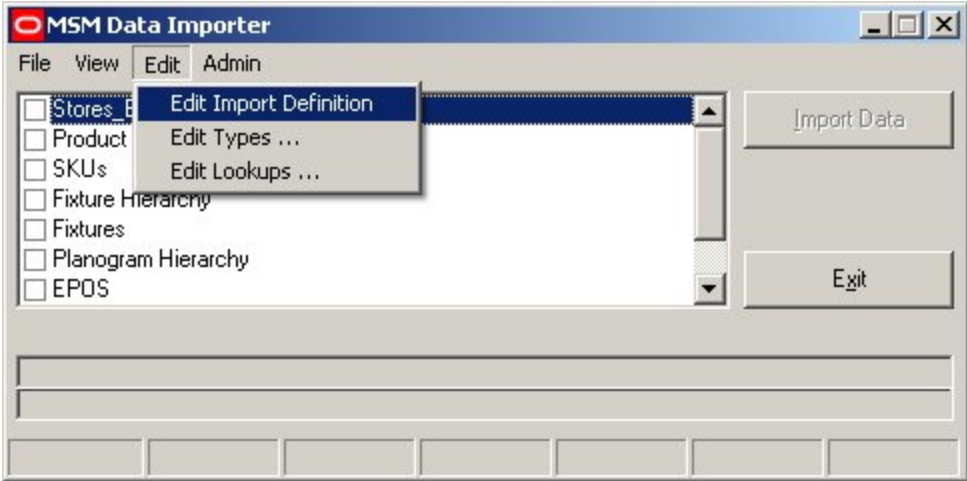 MSM Data Importer
File View Edit Admin
Edit Import Definition
Edit Types ...
Edit Lookups ...
Stores_
Product
SKUs
Fixture Hierarchy
Fixtures
Planogram Hierarchy
EPOS
Import Data
Exit